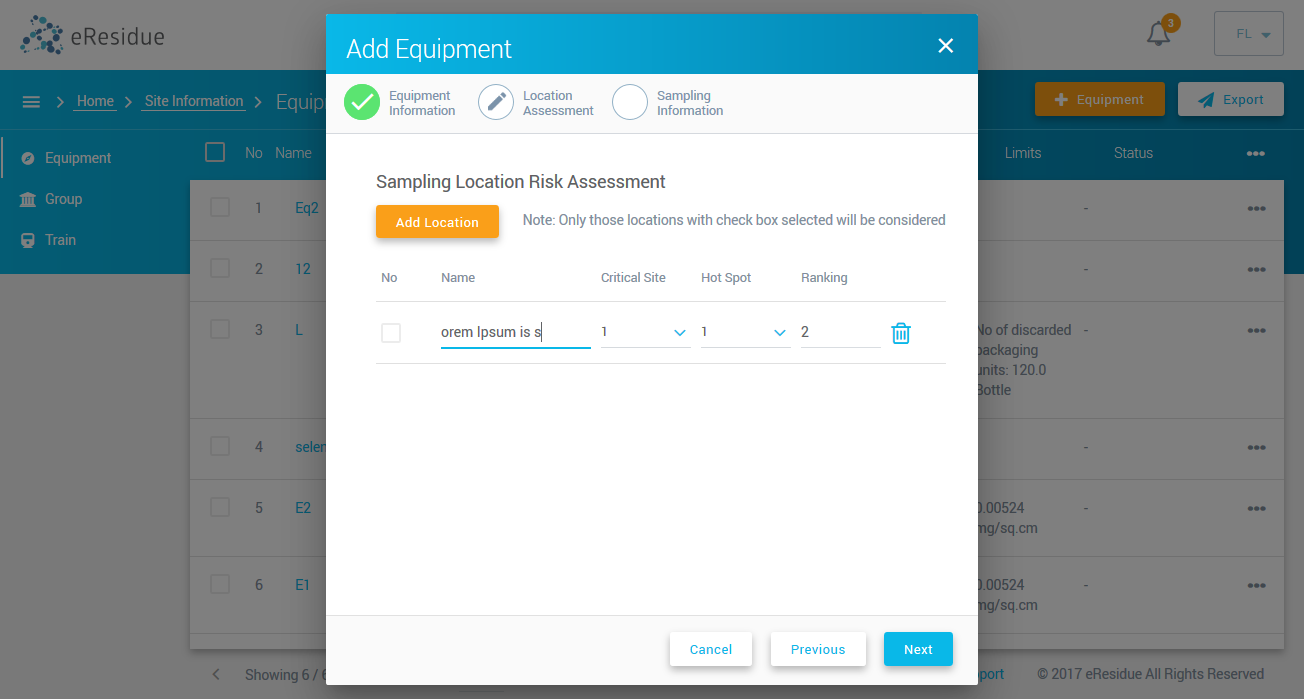 eResidue
3
FL
Home
Site Information
Equip
Equipment
Export
Equipment
Group
Train
No
Name
Limits
Status
1
Eq2
-
2
12
-
3
L
No of discarded
packaging
units: 120.0
Bottle
-
4
selen
-
5
E2
0.00524
mg/sq.cm
-
6
E1
0.00524
mg/sq.cm
-
Showing 6 / 6
port
© 2017 eResidue All Rights Reserved
Add Equipment
Equipment
Information
Location
Assessment
Sampling
Information
Sampling Location Risk Assessment
Add Location
Note: Only those locations with check box selected will be considered
No
Name
Critical Site
Hot Spot
Ranking
orem Ipsum is s
1
1
2
Cancel
Previous
Next